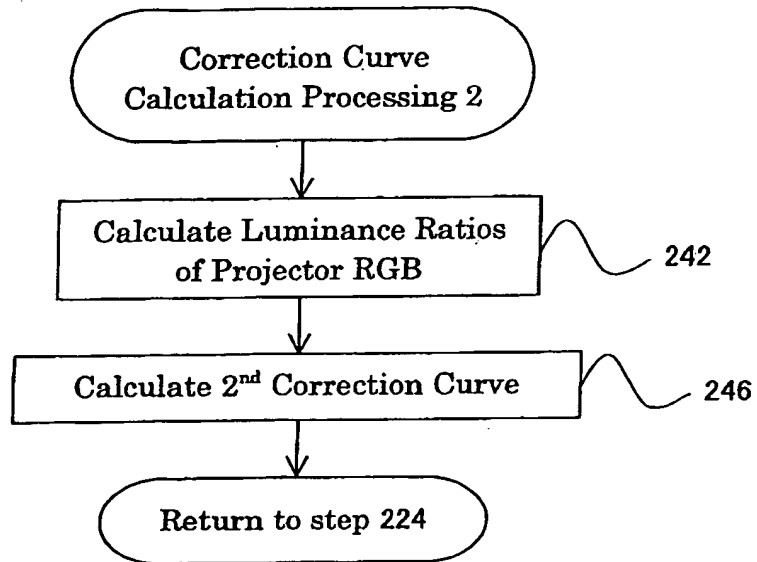 Correction Curve
Calculation Processing 2
Calculate Luminance Ratios
of Projector RGB
242
Calculate 2nd Correction Curve
246
Return to step 224